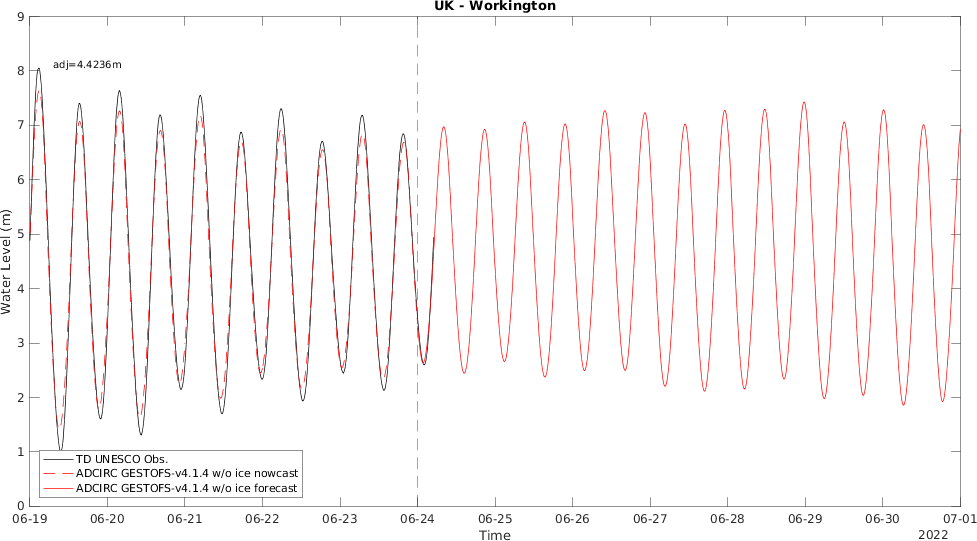 UK - Workington
9
8
7
6
5
4
3
2
1
0
Water Level (m)
adj=4.4236m
TD UNESCO Obs.
ADCIRC GESTOFS-v4.1.4 w/o ice nowcast
ADCIRC GESTOFS-v4.1.4 w/o ice forecast
06-19 06-20 06-21 06-22 06-23 06-24 06-25 06-26 06-27 06-28 06-29 06-30 07-01
Time
2022